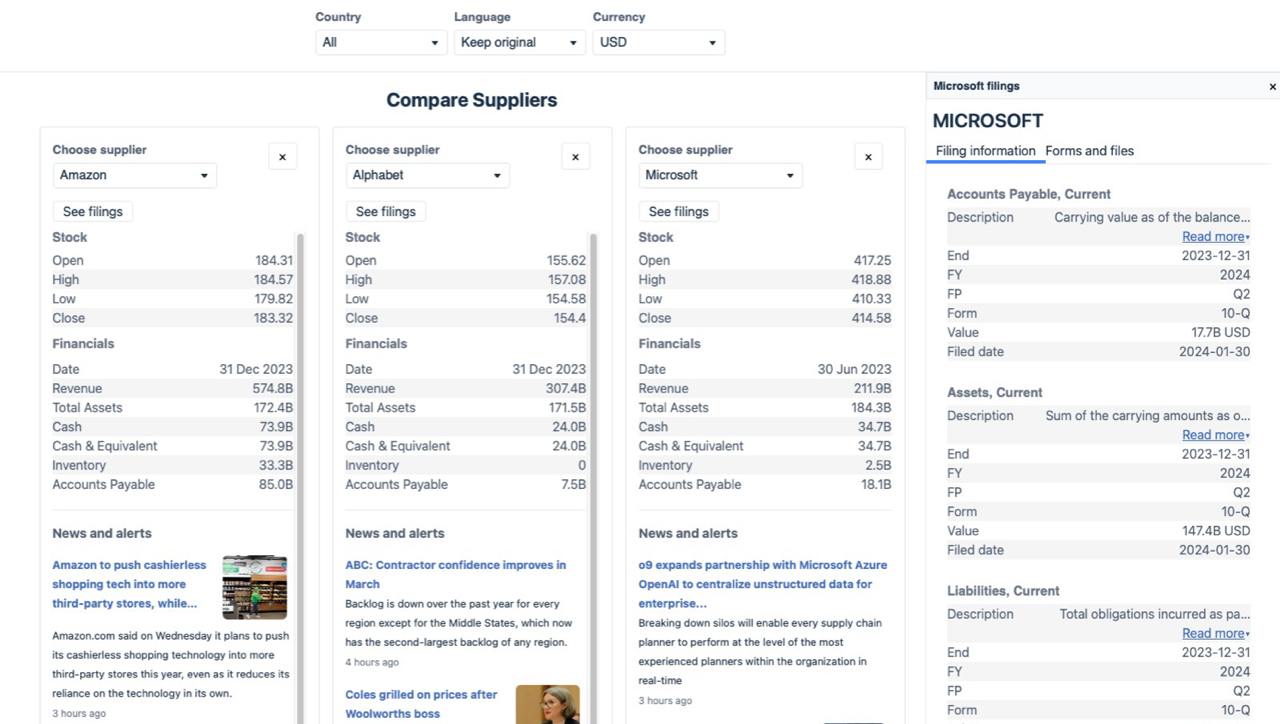 Country Language Currency
All Keep original USD
Compare Suppliers
Choose supplier
×
Amazon
See filings
Stock
Open 184.31
High 184.57
Low 179.82
Close 183.32
Financials
Date 31 Dec 2023
Revenue 574.8B
Total Assets 172.4B
Cash 73.9B
Cash & Equivalent 73.9B
Inventory 33.3B
Accounts Payable 85.0B
News and alerts
Amazon to push cashierless
shopping tech into more
third-party stores, while...
Amazon.com said on Wednesday it plans to push
its cashierless shopping technology into more
third-party stores this year, even as it reduces its
reliance on the technology in its own.
3 hours ago
Choose supplier
×
Alphabet
See filings
Stock
Open 155.62
High 157.08
Low 154.58
Close 154.4
Financials
Date 31 Dec 2023
Revenue 307.4B
Total Assets 171.5B
Cash 24.0B
Cash & Equivalent 24.0B
Inventory 0
Accounts Payable 7.5B
News and alerts
ABC: Contractor confidence improves in
March
Backlog is down over the past year for every
region except for the Middle States, which now
has the second-largest backlog of any region.
4 hours ago
Coles grilled on prices after
Woolworths boss
Choose supplier
×
Microsoft
See filings
Stock
Open 417.25
High 418.88
Low 410.33
Close 414.58
Financials
Date 30 Jun 2023
Revenue 211.9B
Total Assets 184.3B
Cash 34.7B
Cash & Equivalent 34.7B
Inventory 2.5B
Accounts Payable 18.1B
News and alerts
o9 expands partnership with Microsoft Azure
OpenAI to centralize unstructured data for
enterprise...
Breaking down silos will enable every supply chain
planner to perform at the level of the most
experienced planners within the organization in
real-time
3 hours ago
Microsoft filings ×
MICROSOFT
Filing information Forms and files
Accounts Payable, Current
Description Carrying value as of the balance...
Read more
End 2023-12-31
FY 2024
FP Q2
Form 10-Q
Value 17.7B USD
Filed date 2024-01-30
Assets, Current
Description Sum of the carrying amounts as o...
Read more
End 2023-12-31
FY 2024
FP Q2
Form 10-Q
Value 147.4B USD
Filed date 2024-01-30
Liabilities, Current
Description Total obligations incurred as pa...
Read more
End 2023-12-31
FY 2024
FP Q2
Form 10-Q